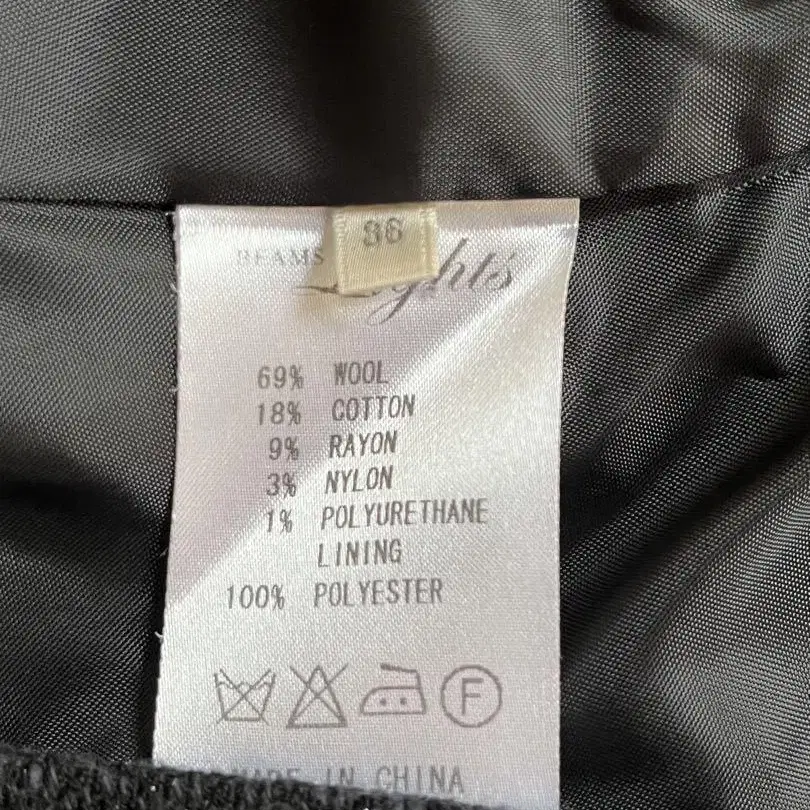 36
BEAMS Lights
69% WOOL
18% COTTON
9% RAYON
3% NYLON
1% POLYURETHANE
LINING
100% POLYESTER
F
MADE IN CHINA